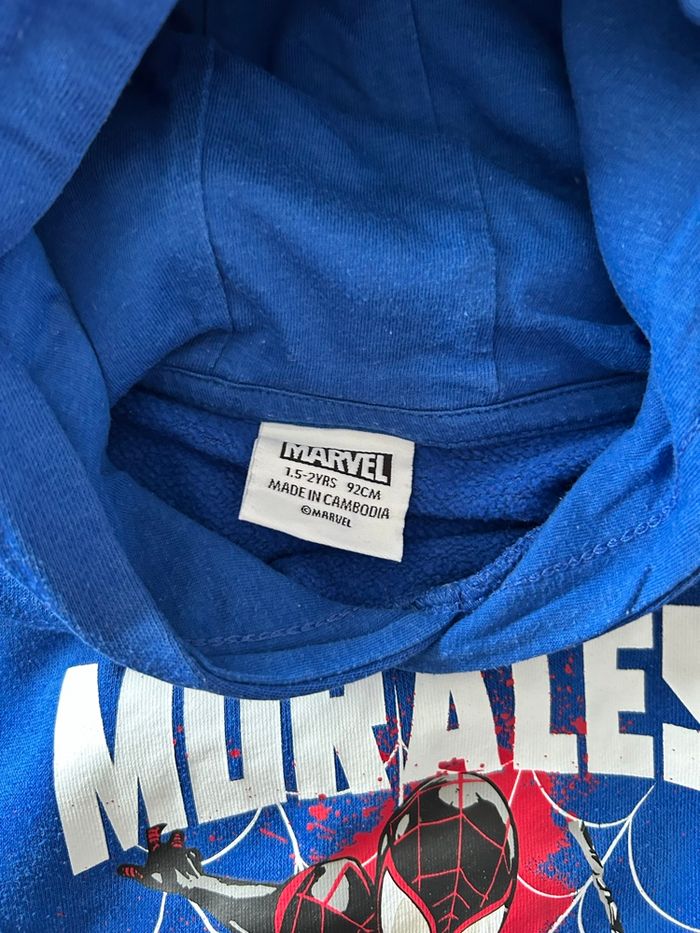 MARVEL
1.5-2YRS 92CM
MADE IN CAMBODIA
©MARVEL
MORALES